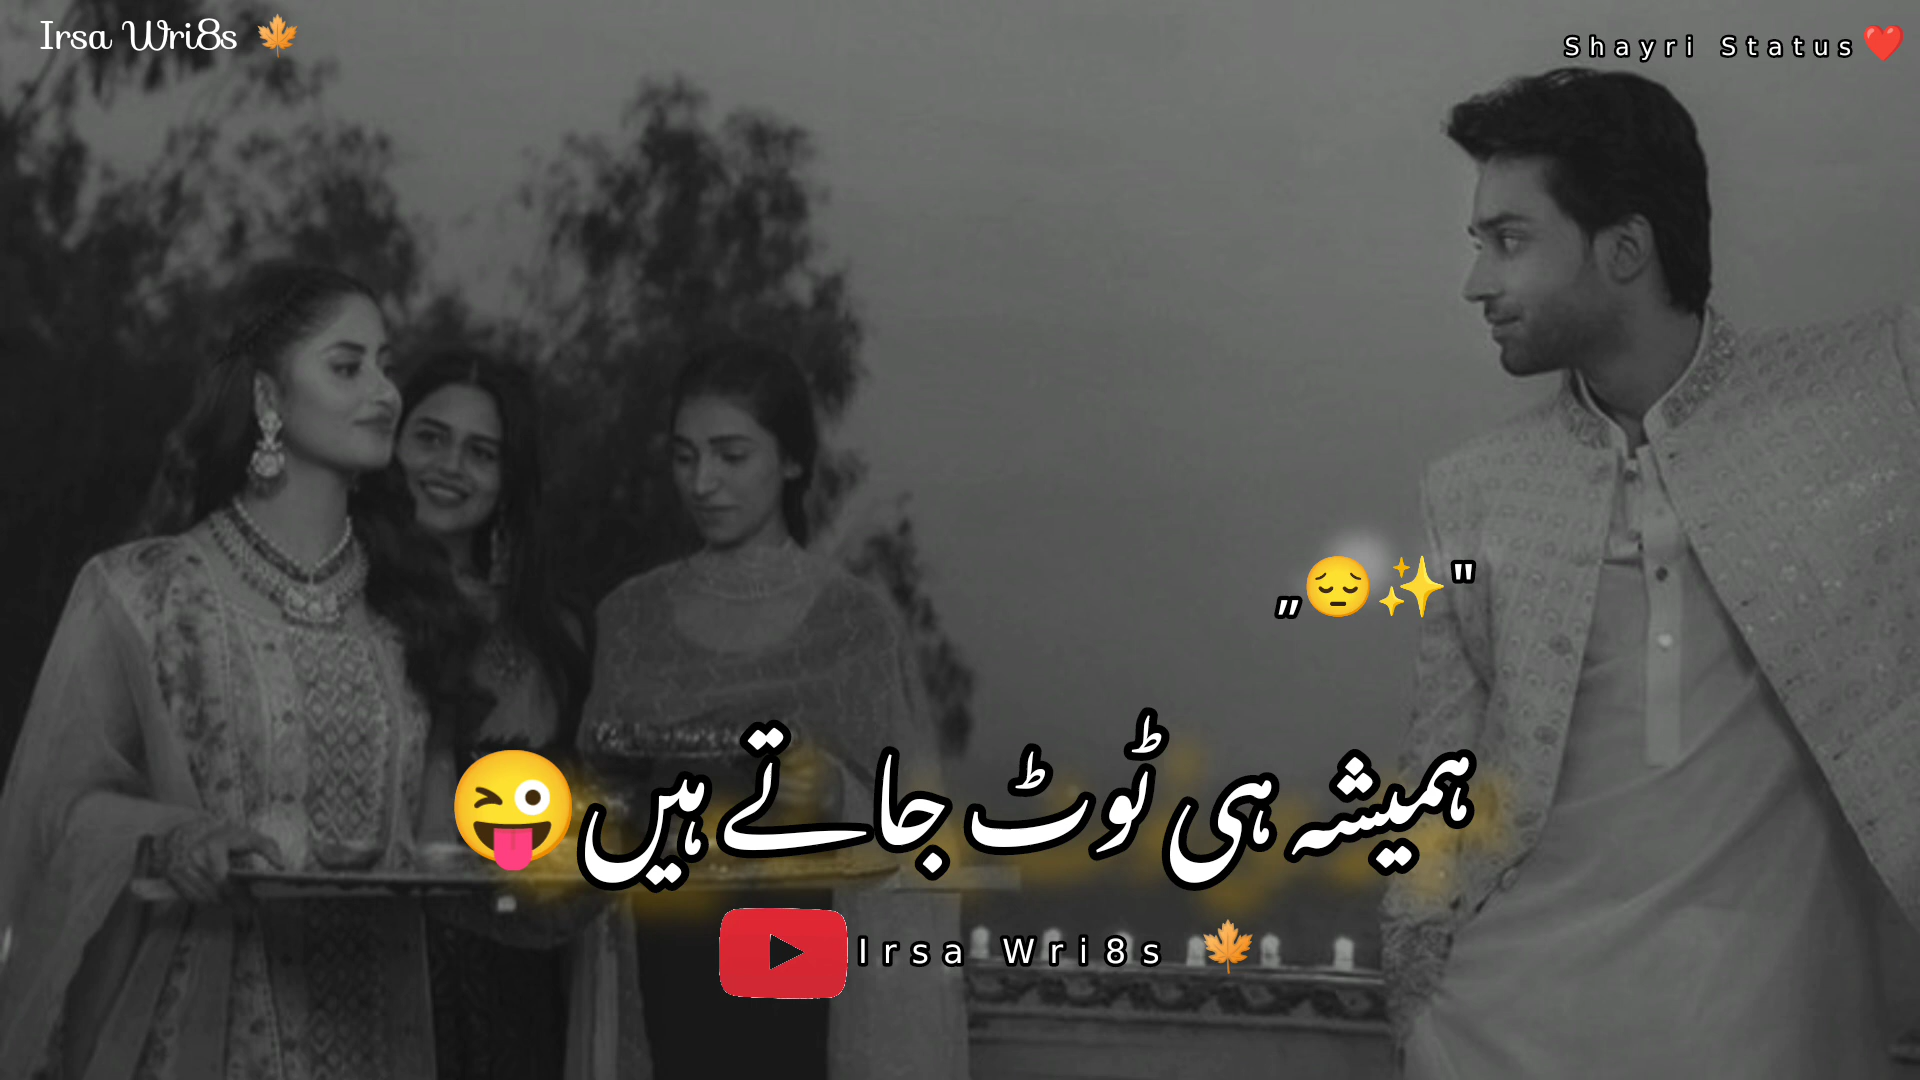 Irsa Wri8s 🍁
Shayri Status❤️
„😔✨"
ہمیشہ ہی ٹوٹ جاتے ہیں😜
Irsa Wri8s 🍁